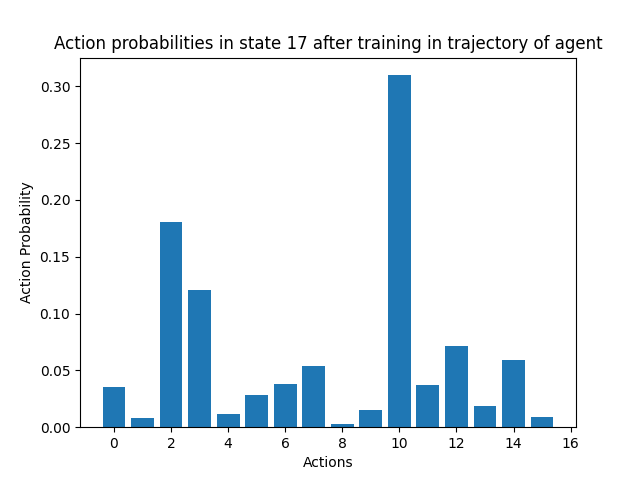 Action probabilities in state 17 after training in trajectory of agent
0.30
0.25
0.20
0.15
0.10
0.05
0.00
Action Probability
0 2 4 6 8 10 12 14 16
Actions